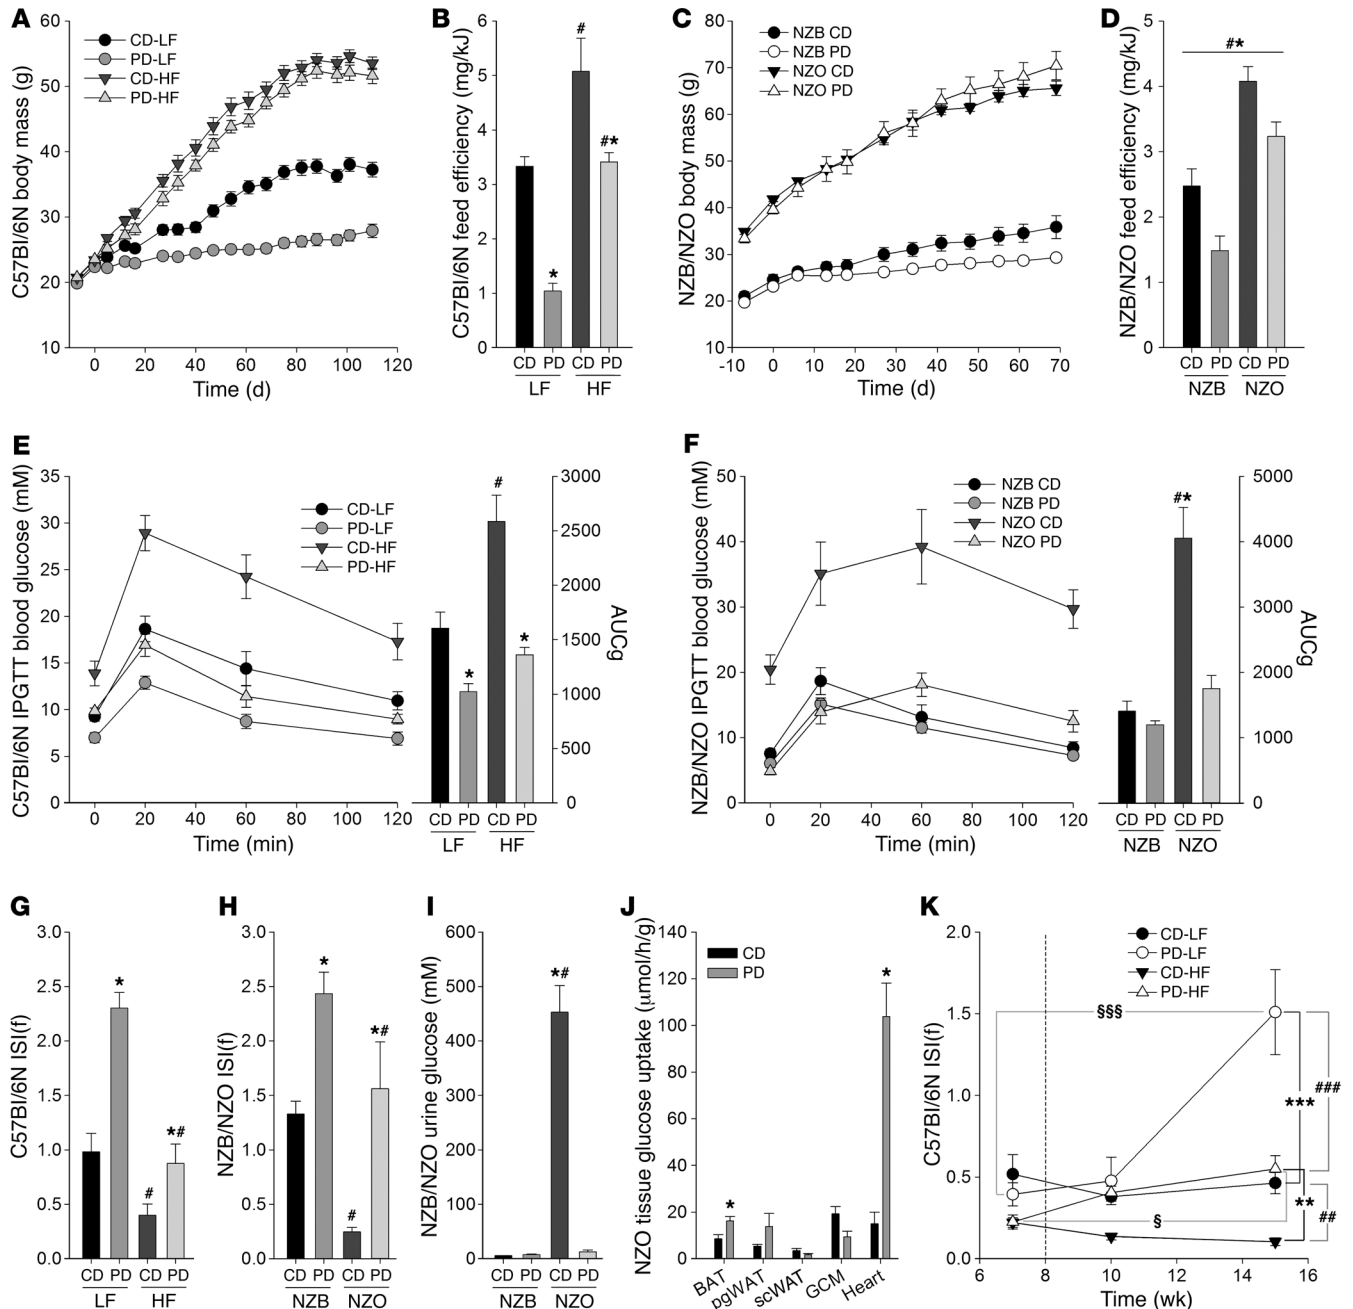 A
C57Bl/6N body mass (g)
60
50
40
30
20
10
0 20 40 60 80 100 120
Time (d)
CD-LF
PD-LF
CD-HF
PD-HF
B
C57Bl/6N feed efficiency (mg/kJ)
6
5
4
3
2
1
0
*
#
#*
CD PD CD PD
LF HF
C
NZB/NZO body mass (g)
80
70
60
50
40
30
20
10
-10 0 10 20 30 40 50 60 70
Time (d)
NZB CD
NZB PD
NZO CD
NZO PD
D
NZB/NZO feed efficiency (mg/kJ)
5
4
3
2
1
0
#*
CD PD CD PD
NZB NZO
E
C57Bl/6N IPGTT blood glucose (mM)
35
30
25
20
15
10
5
0
0 20 40 60 80 100 120
Time (min)
CD-LF
PD-LF
CD-HF
PD-HF
*
#
*
CD PD CD PD
LF HF
3000
2500
2000
1500
1000
500
0
AUCg
F
NZB/NZO IPGTT blood glucose (mM)
50
40
30
20
10
0
0 20 40 60 80 100 120
Time (min)
NZB CD
NZB PD
NZO CD
NZO PD
#*
CD PD CD PD
NZB NZO
5000
4000
3000
2000
1000
0
AUCg
G
C57Bl/6N ISI(f)
3.0
2.5
2.0
1.5
1.0
0.5
0.0
*
#
*#
CD PD CD PD
LF HF
H
NZB/NZO ISI(f)
3.0
2.5
2.0
1.5
1.0
0.5
0.0
*
#
*#
CD PD CD PD
NZB NZO
I
NZB/NZO urine glucose (mM)
600
500
400
300
200
100
0
*#
CD PD CD PD
NZB NZO
J
NZO tissue glucose uptake (µmol/h/g)
140
120
100
80
60
40
20
0
CD
PD
*
*
BAT pgWAT scWAT GCM Heart
K
C57Bl/6N ISI(f)
2.0
1.5
1.0
0.5
0.0
6 8 10 12 14 16
Time (wk)
CD-LF
PD-LF
CD-HF
PD-HF
§§§
###
***
**
##
§